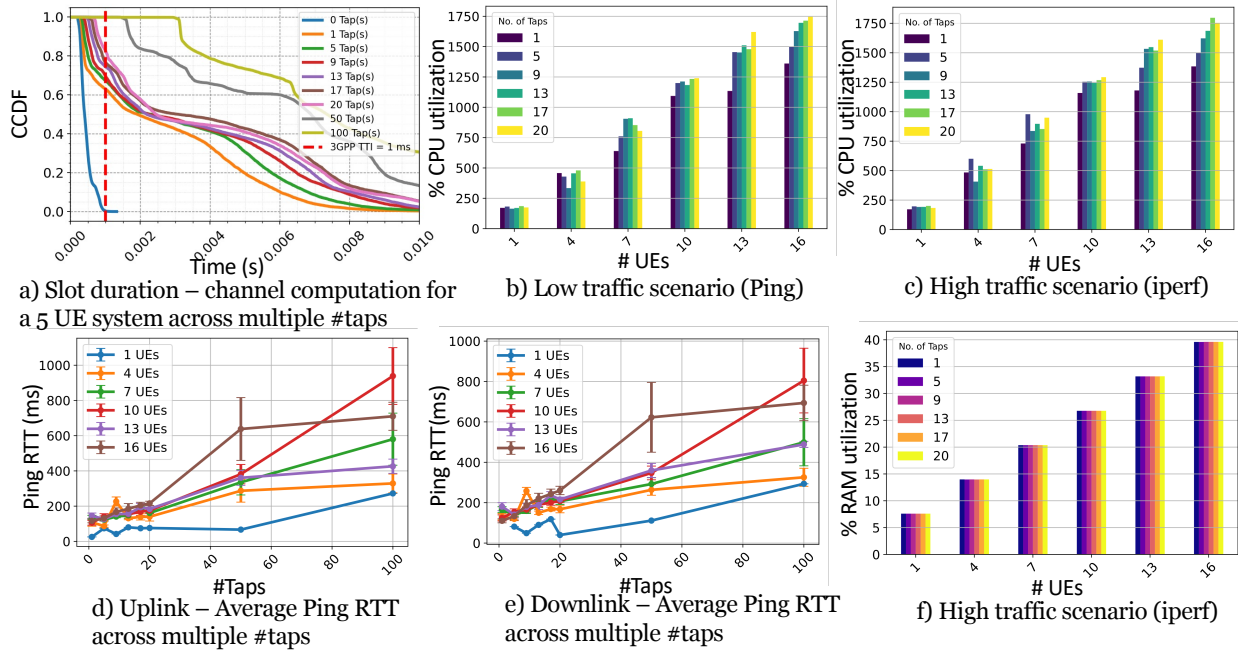 CCDF
1.0
0.8
0.6
0.4
0.2
0.0
0.000
0.002
0.004
0.006
0.008
0.010
Time (s)
0 Tap(s)
1 Tap(s)
5 Tap(s)
9 Tap(s)
13 Tap(s)
17 Tap(s)
20 Tap(s)
50 Tap(s)
100 Tap(s)
3GPP TTI = 1 ms
a) Slot duration – channel computation for
a 5 UE system across multiple #taps
% CPU utilization
1750
1500
1250
1000
750
500
250
0
No. of Taps
1
5
9
13
17
20
1
4
7
10
13
16
# UEs
b) Low traffic scenario (Ping)
% CPU utilization
1750
1500
1250
1000
750
500
250
0
No. of Taps
1
5
9
13
17
20
1
4
7
10
13
16
# UEs
c) High traffic scenario (iperf)
Ping RTT (ms)
1000
800
600
400
200
0
1 UEs
4 UEs
7 UEs
10 UEs
13 UEs
16 UEs
0
20
40
60
80
100
#Taps
d) Uplink – Average Ping RTT
across multiple #taps
Ping RTT(ms)
1000
800
600
400
200
0
1 UEs
4 UEs
7 UEs
10 UEs
13 UEs
16 UEs
0
20
40
60
80
100
#Taps
e) Downlink – Average Ping RTT
across multiple #taps
% RAM utilization
40
35
30
25
20
15
10
5
0
No. of Taps
1
5
9
13
17
20
1
4
7
10
13
16
# UEs
f) High traffic scenario (iperf)